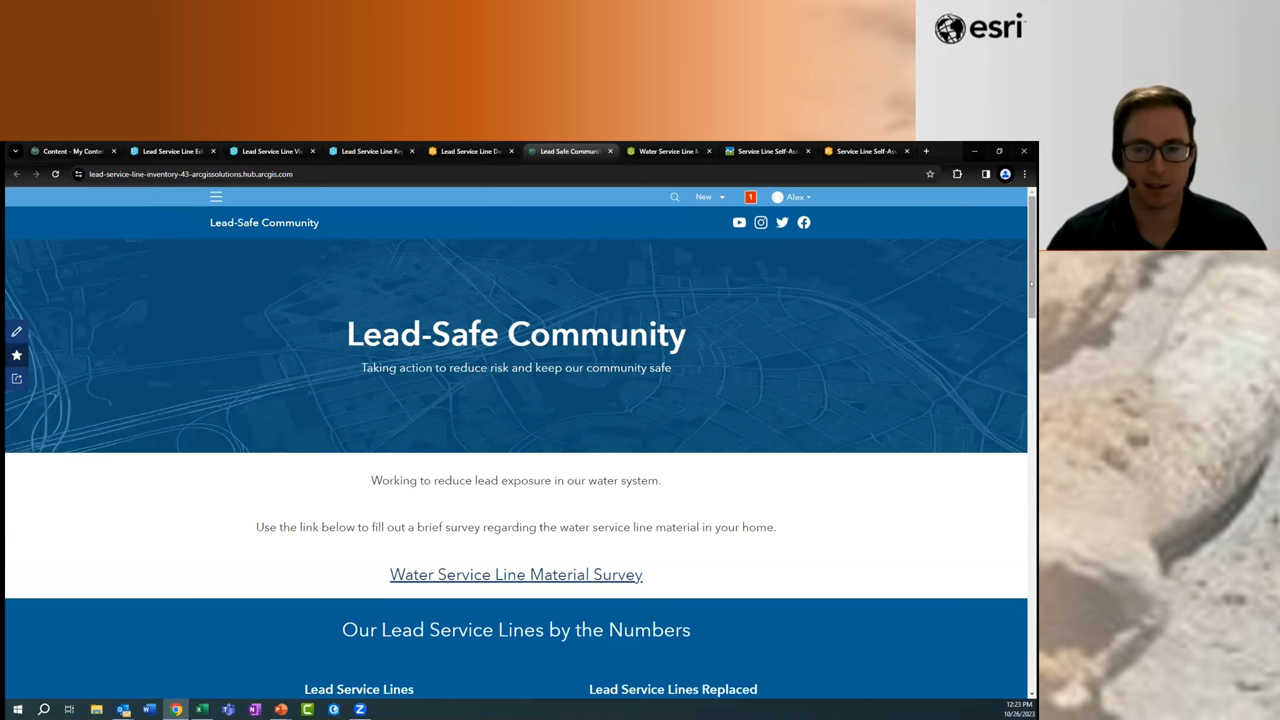 esri
Content - My Conter
Lead Service Line Ed
Lead Service Line Vi
Lead Service Line Re
Lead Service Line Da
Lead Safe Communi
Water Service Line M
Service Line Self-As
Service Line Self-As
lead-service-line-inventory-43-arcgissolutions.hub.arcgis.com
New
1
Alex
Lead-Safe Community
Lead-Safe Community
Taking action to reduce risk and keep our community safe
Working to reduce lead exposure in our water system.
Use the link below to fill out a brief survey regarding the water service line material in your home.
Water Service Line Material Survey
Our Lead Service Lines by the Numbers
Lead Service Lines
Lead Service Lines Replaced
12:23 PM
10/26/2023